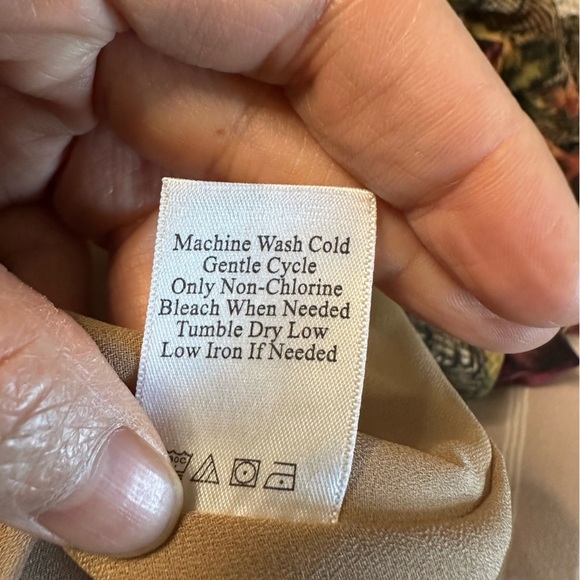 Machine Wash Cold
Gentle Cycle
Only Non-Chlorine
Bleach When Needed
Tumble Dry Low
Low Iron If Needed